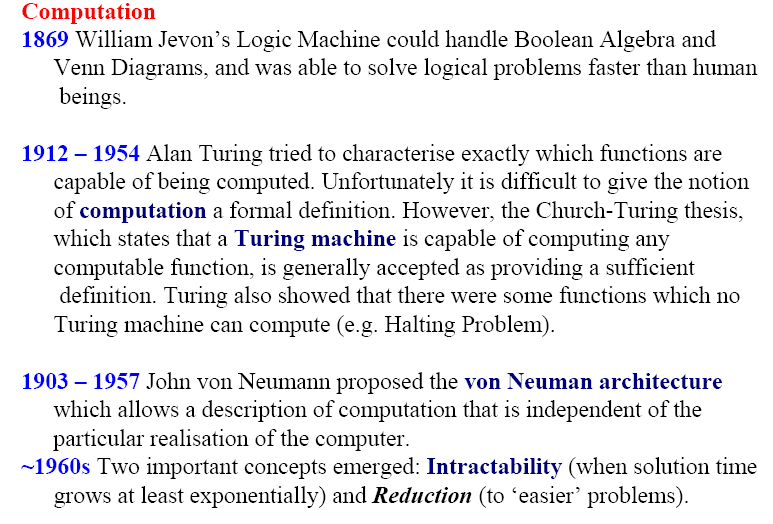 Computation
1869 William Jevon's Logic Machine could handle Boolean Algebra and
Venn Diagrams, and was able to solve logical problems faster than human
beings.
1912 – 1954 Alan Turing tried to characterise exactly which functions are
capable of being computed. Unfortunately it is difficult to give the notion
of computation a formal definition. However, the Church-Turing thesis,
which states that a Turing machine is capable of computing any
computable function, is generally accepted as providing a sufficient
definition. Turing also showed that there were some functions which no
Turing machine can compute (e.g. Halting Problem).
1903 – 1957 John von Neumann proposed the von Neuman architecture
which allows a description of computation that is independent of the
particular realisation of the computer.
~1960s Two important concepts emerged: Intractability (when solution time
grows at least exponentially) and Reduction (to ‘easier’ problems).